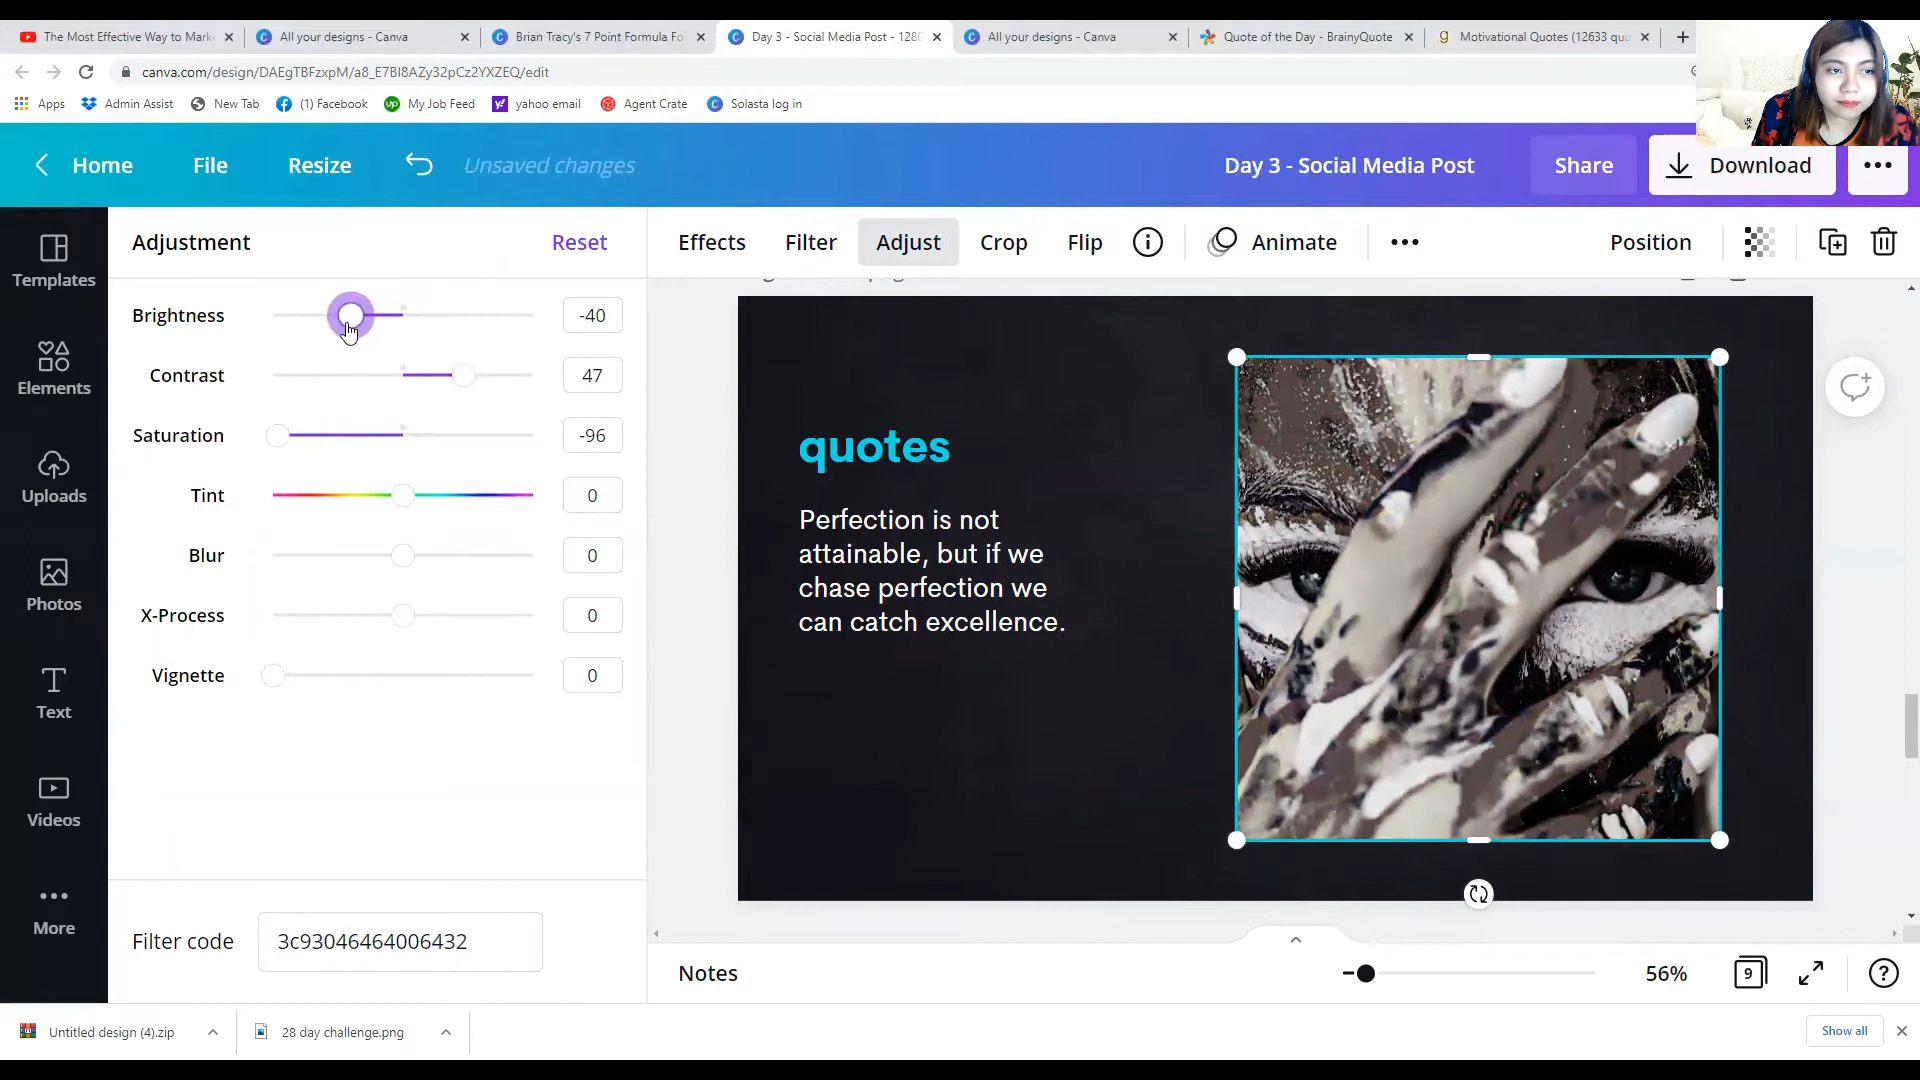 The Most Effective Way to Mark
All your designs - Canva
Brian Tracy's 7 Point Formula Fo
Day 3 - Social Media Post - 1280
All your designs - Canva
Quote of the Day - BrainyQuote
Motivational Quotes (12633 quo
canva.com/design/DAEgTBFzxpM/a8_E7BI8AZy32pCz2YXZEQ/edit
Apps
Admin Assist
New Tab
(1) Facebook
My Job Feed
yahoo email
Agent Crate
Solasta log in
Home
File
Resize
Unsaved changes
Day 3 - Social Media Post
Share
Download
Templates
Elements
Uploads
Photos
Text
Videos
More
Adjustment
Reset
Brightness -40
Contrast 47
Saturation -96
Tint 0
Blur 0
X-Process 0
Vignette 0
Filter code 3c93046464006432
Effects
Filter
Adjust
Crop
Flip
Animate
Position
quotes
Perfection is not
attainable, but if we
chase perfection we
can catch excellence.
Notes
56%
9
Untitled design (4).zip
28 day challenge.png
Show all